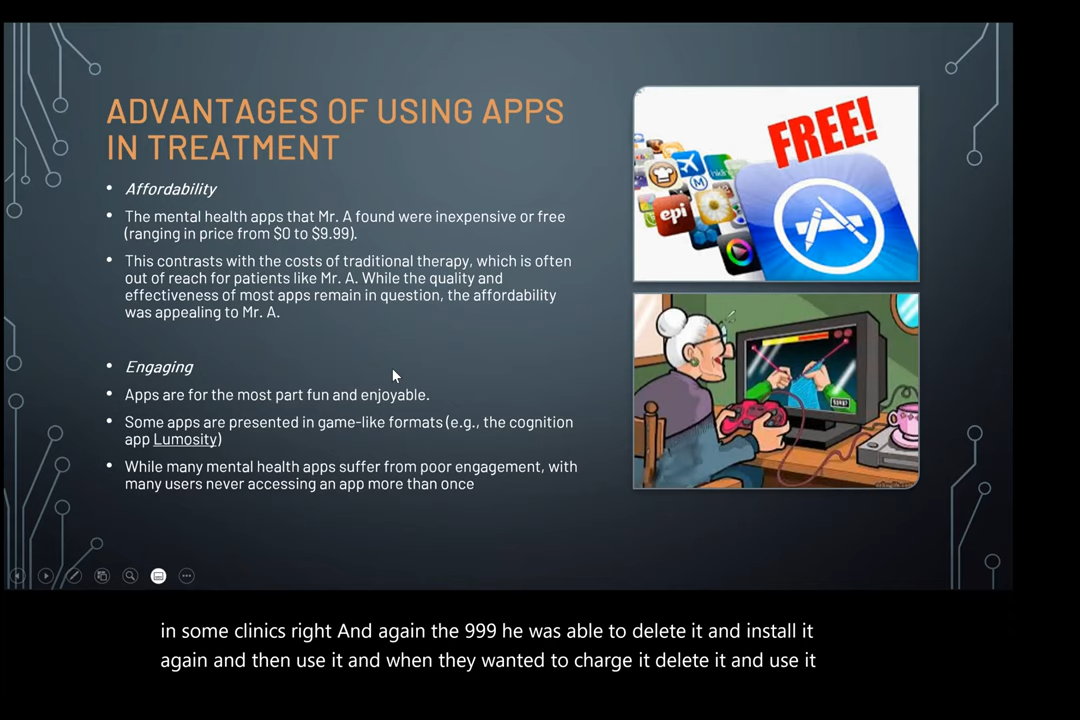 ADVANTAGES OF USING APPS
IN TREATMENT
• Affordability
• The mental health apps that Mr. A found were inexpensive or free
(ranging in price from $0 to $9.99).
• This contrasts with the costs of traditional therapy, which is often
out of reach for patients like Mr. A. While the quality and
effectiveness of most apps remain in question, the affordability
was appealing to Mr. A.
• Engaging
• Apps are for the most part fun and enjoyable.
• Some apps are presented in game-like formats (e.g., the cognition
app Lumosity)
• While many mental health apps suffer from poor engagement, with
many users never accessing an app more than once
FREE!
epi
M
in some clinics right And again the 999 he was able to delete it and install it
again and then use it and when they wanted to charge it delete it and use it